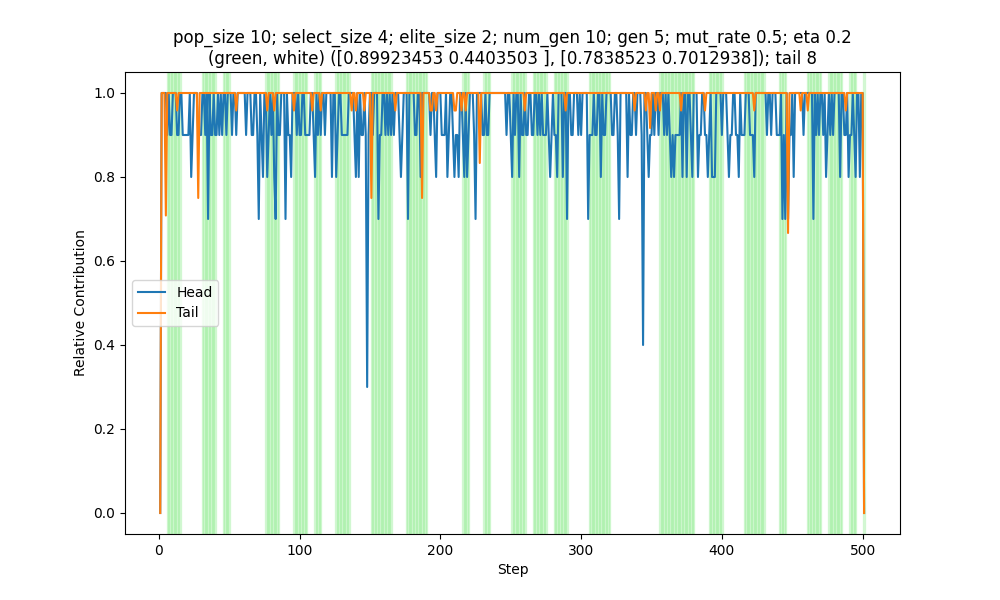 pop_size 10; select_size 4; elite_size 2; num_gen 10; gen 5; mut_rate 0.5; eta 0.2
(green, white) ([0.89923453 0.4403503 ], [0.7838523 0.7012938]); tail 8
1.0
0.8
0.6
0.4
0.2
0.0
Relative Contribution
Head
Tail
0
100
200
300
400
500
Step